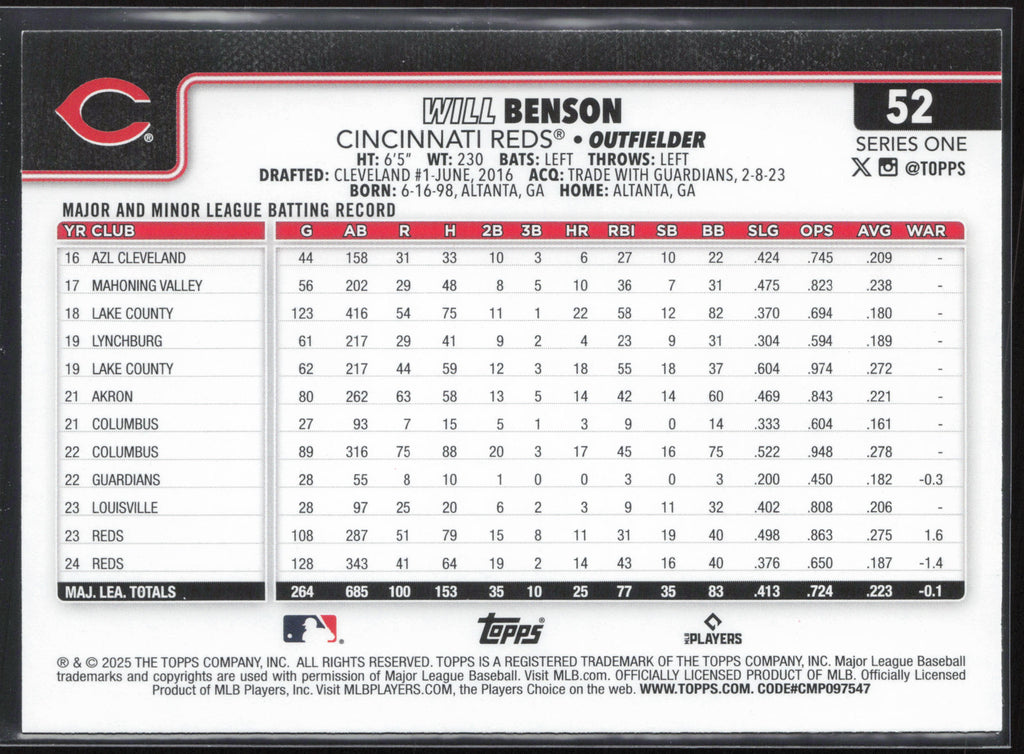 C®
WILL BENSON
52
CINCINNATI REDS® • OUTFIELDER
SERIES ONE
HT: 6'5" WT: 230 BATS: LEFT THROWS: LEFT
DRAFTED: CLEVELAND #1-JUNE, 2016 ACQ: TRADE WITH GUARDIANS, 2-8-23
@TOPPS
BORN: 6-16-98, ALTANTA, GA HOME: ALTANTA, GA
MAJOR AND MINOR LEAGUE BATTING RECORD
YR CLUB G AB R H 2B 3B HR RBI SB BB SLG OPS AVG WAR
16 AZL CLEVELAND 44 158 31 33 10 3 6 27 10 22 .424 .745 .209 -
17 MAHONING VALLEY 56 202 29 48 8 5 10 36 7 31 .475 .823 .238 -
18 LAKE COUNTY 123 416 54 75 11 1 22 58 12 82 .370 .694 .180 -
19 LYNCHBURG 61 217 29 41 9 2 4 23 9 31 .304 .594 .189 -
19 LAKE COUNTY 62 217 44 59 12 3 18 55 18 37 .604 .974 .272 -
21 AKRON 80 262 63 58 13 5 14 42 14 60 .469 .843 .221 -
21 COLUMBUS 27 93 7 15 5 1 3 9 0 14 .333 .604 .161 -
22 COLUMBUS 89 316 75 88 20 3 17 45 16 75 .522 .948 .278 -
22 GUARDIANS 28 55 8 10 1 0 0 3 0 3 .200 .450 .182 -0.3
23 LOUISVILLE 28 97 25 20 6 2 3 9 11 32 .402 .808 .206 -
23 REDS 108 287 51 79 15 8 11 31 19 40 .498 .863 .275 1.6
24 REDS 128 343 41 64 19 2 14 43 16 40 .376 .650 .187 -1.4
MAJ. LEA. TOTALS 264 685 100 153 35 10 25 77 35 83 .413 .724 .223 -0.1
Topps® MLB PLAYERS
® & © 2025 THE TOPPS COMPANY, INC. ALL RIGHTS RESERVED. TOPPS IS A REGISTERED TRADEMARK OF THE TOPPS COMPANY, INC. Major League Baseball
trademarks and copyrights are used with permission of Major League Baseball. Visit MLB.com. OFFICIALLY LICENSED PRODUCT OF MLB. Officially Licensed
Product of MLB Players, Inc. Visit MLBPLAYERS.COM, the Players Choice on the web. WWW.TOPPS.COM. CODE#CMP097547